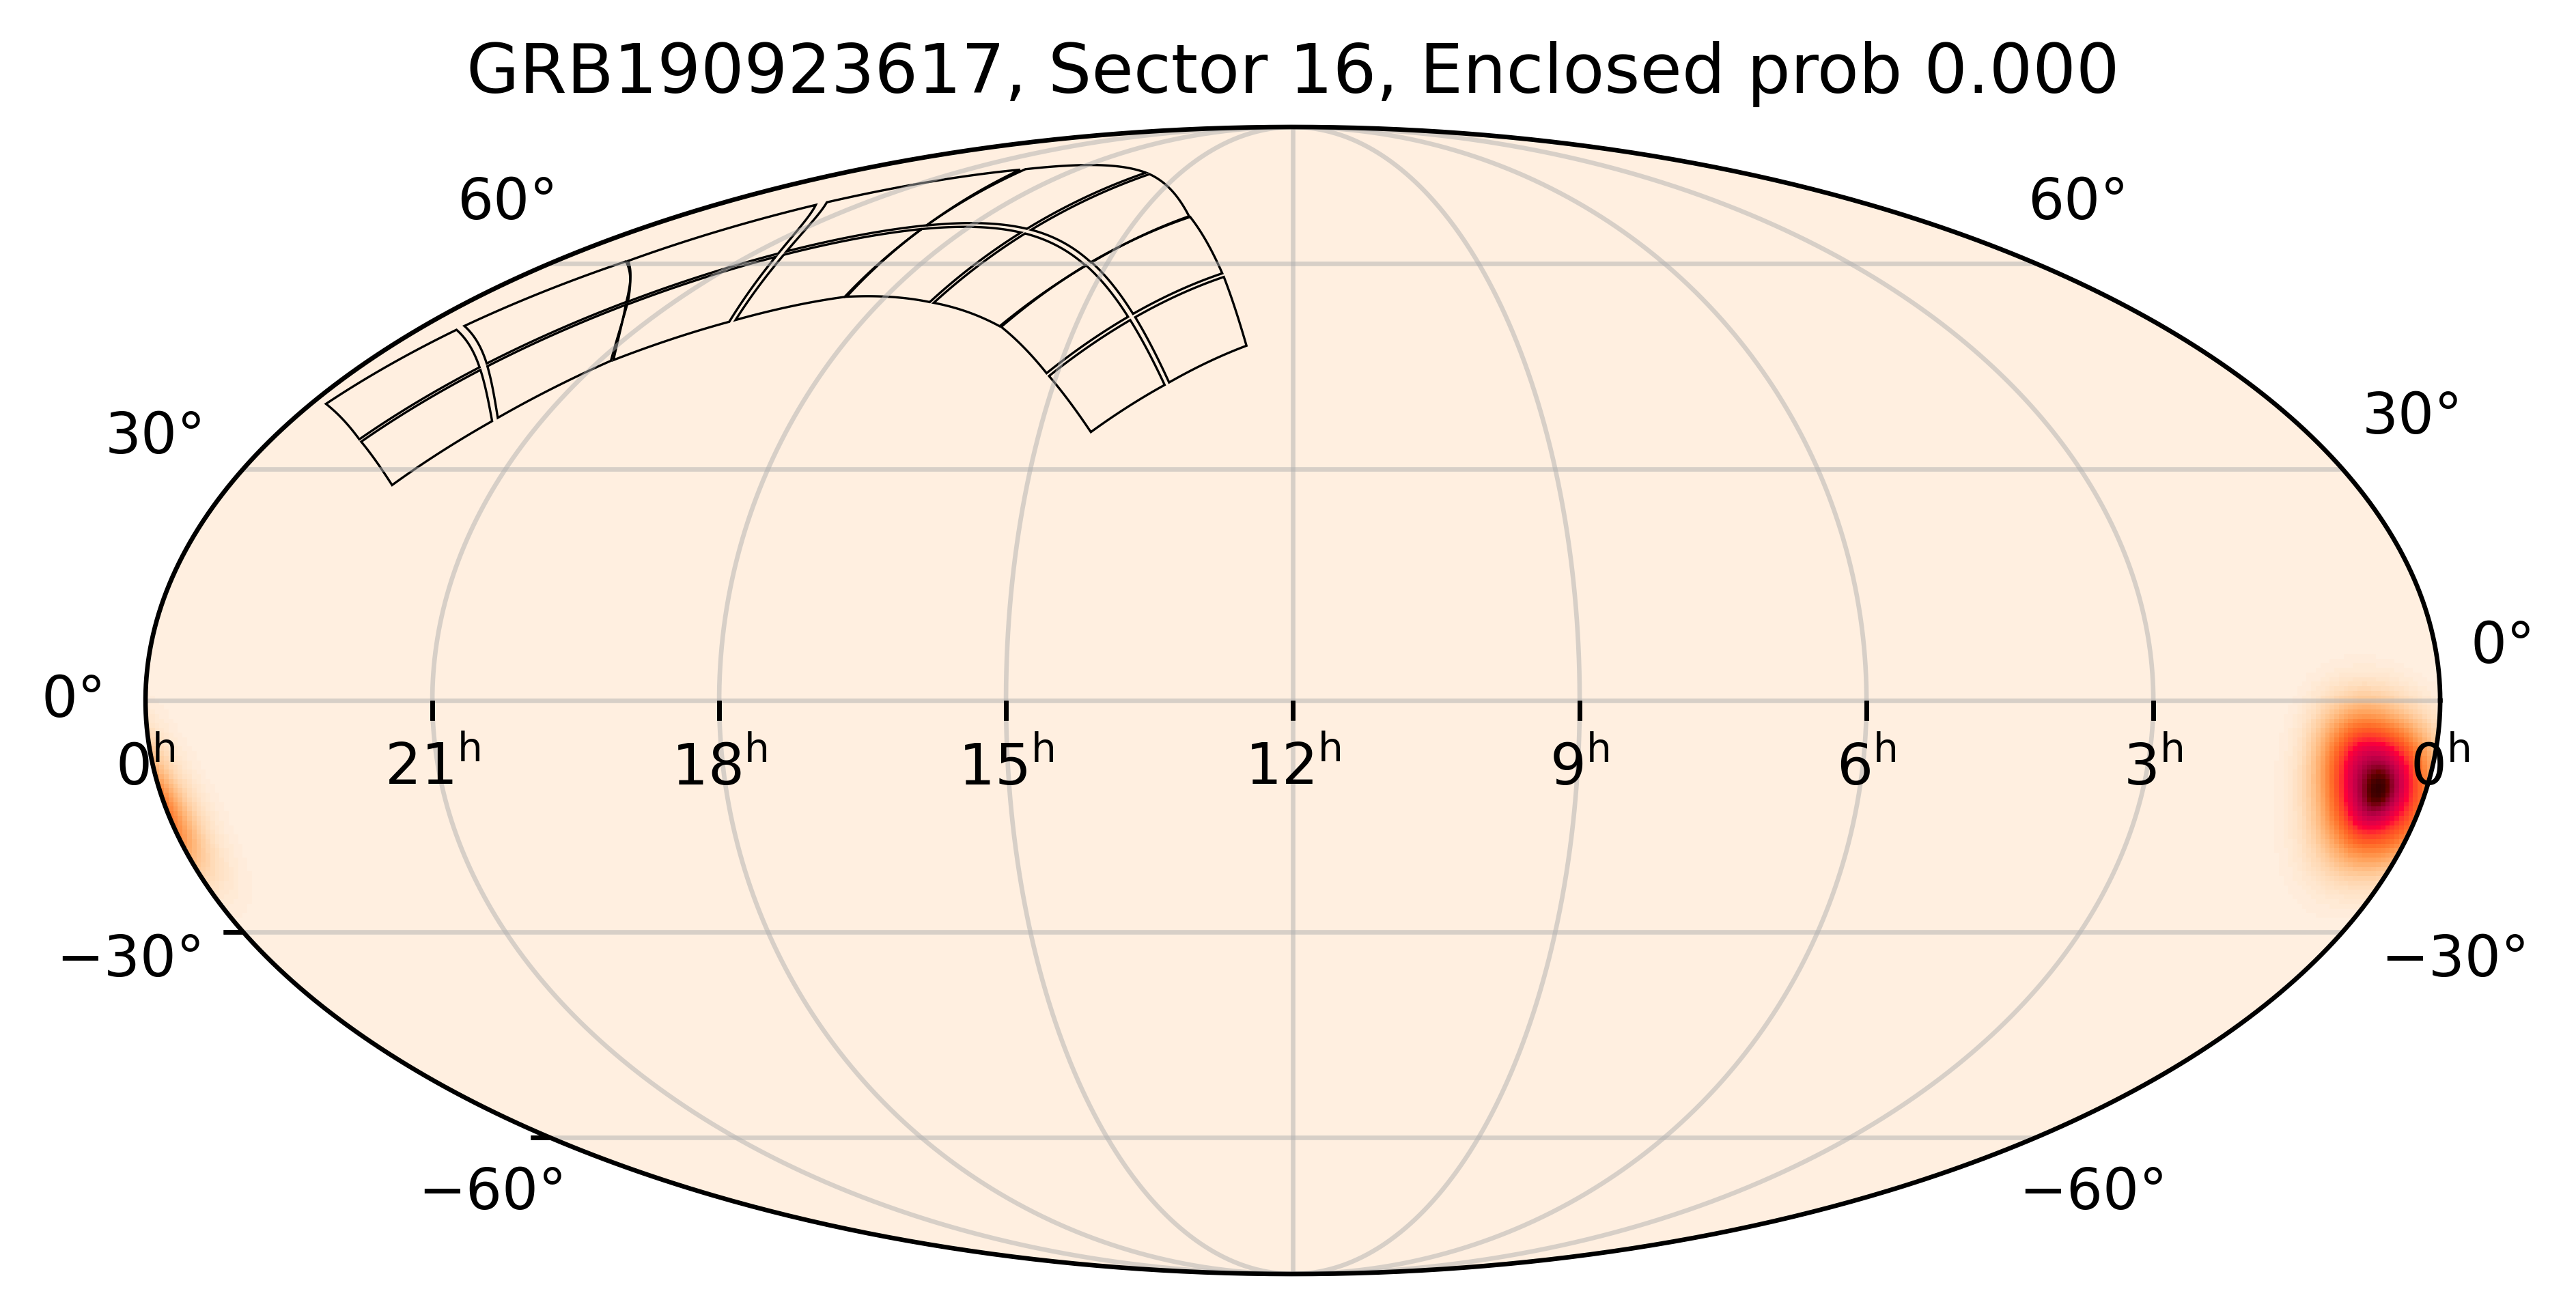 GRB190923617, Sector 16, Enclosed prob 0.000
60° 60°
30° 30°
0° 0°
0h 21h 18h 15h 12h 9h 6h 3h 0h
−30° −30°
−60° −60°